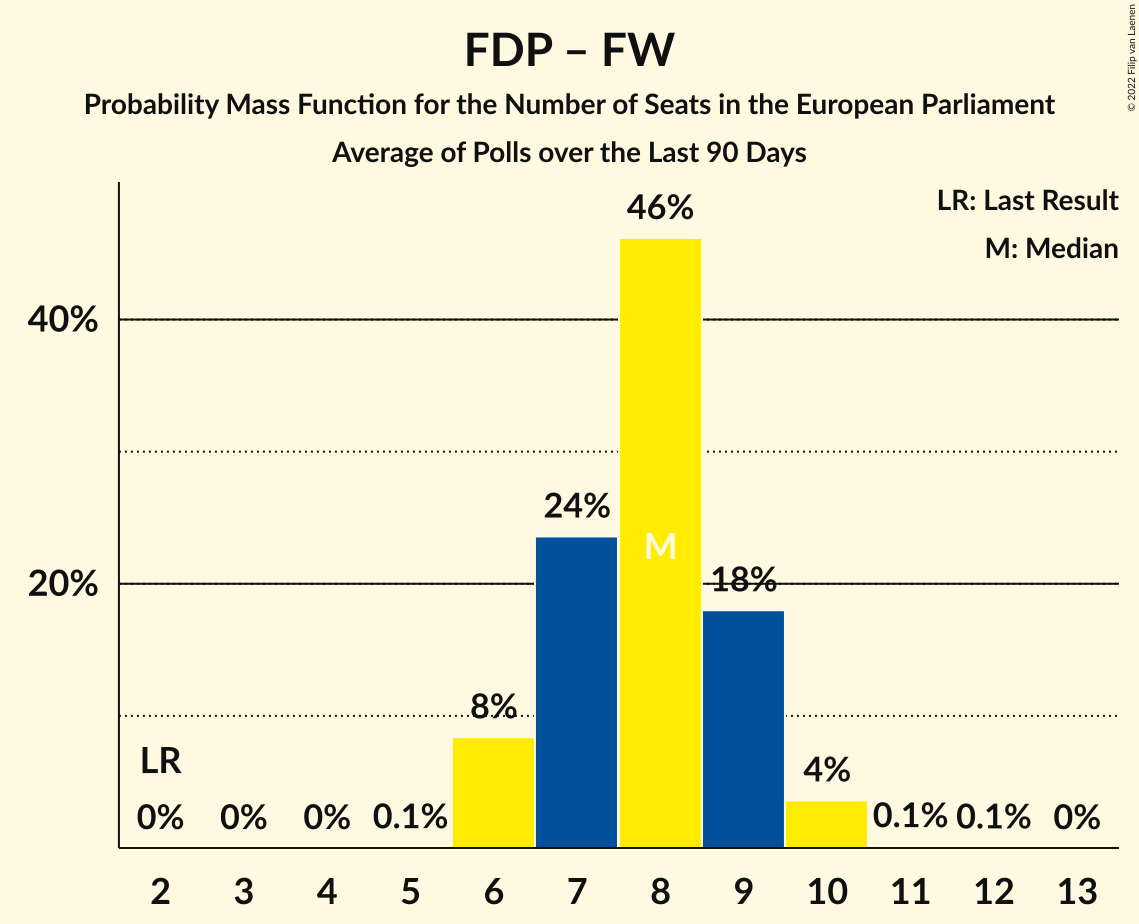 FDP – FW
Probability Mass Function for the Number of Seats in the European Parliament
Average of Polls over the Last 90 Days
© 2022 Filip van Laenen
LR: Last Result
M: Median
40%
20%
LR
0%
0%
0%
0.1%
8%
24%
46%
M
18%
4%
0.1%
0.1%
0%
2 3 4 5 6 7 8 9 10 11 12 13